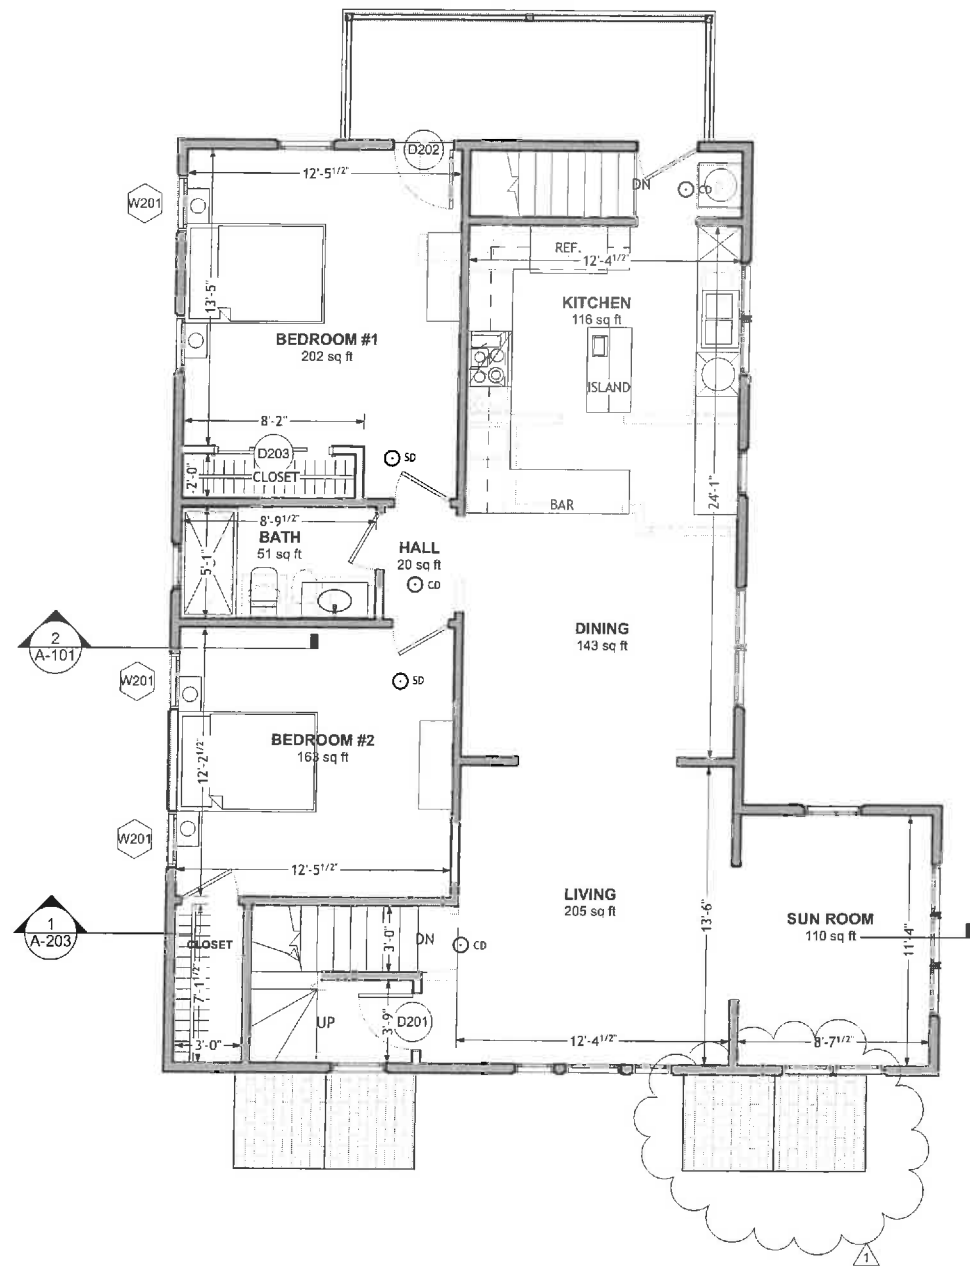 D202
12'-5 1/2"
W201
DN
CD
REF.
12'-4 1/2"
KITCHEN
116 sq ft
13'-5"
BEDROOM #1
202 sq ft
ISLAND
8'-2"
D203
SD
2'-0"
CLOSET
24'-1"
BAR
8'-9 1/2"
BATH
51 sq ft
5'-1"
HALL
20 sq ft
CD
DINING
143 sq ft
2
A-101
W201
SD
BEDROOM #2
163 sq ft
12'-2 1/2"
W201
12'-5 1/2"
LIVING
205 sq ft
13'-6"
SUN ROOM
110 sq ft
11'-4"
1
A-203
CLOSET
3'-0"
DN
CD
7'-1 1/2"
UP
3'-9"
D201
3'-0"
12'-4 1/2"
8'-7 1/2"
1